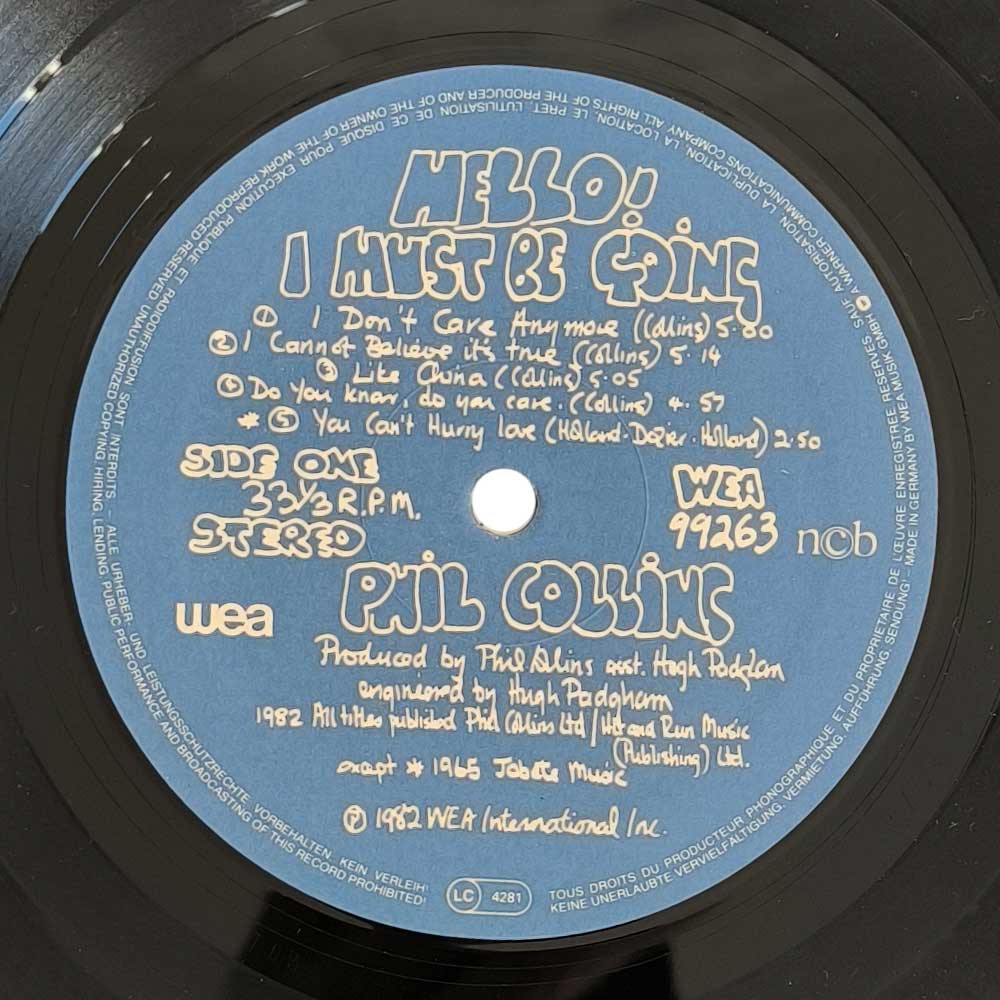 HELLO!
I MUST BE GOING
① I Don't Care Anymore (Collins) 5·00
② I Cannot Believe it's true (Collins) 5·14
③ Like China (Collins) 5·05
④ Do You know, do you care. (Collins) 4·57
* ⑤ You Can't Hurry love (Holland-Dozier-Holland) 2·50
SIDE ONE
33⅓ R.P.M.
STEREO
WEA
99263
n©b
wea
PHIL COLLINS
Produced by Phil Collins asst. Hugh Padgham
engineered by Hugh Padgham
1982 All titles published Phil Collins Ltd / Hit and Run Music
(Publishing) Ltd.
except * 1965 Jobete Music
℗ 1982 WEA International Inc.
LC 4281
TOUS DROITS DU PRODUCTEUR PHONOGRAPHIQUE ET DU PROPRIETAIRE DE L'ŒUVRE ENREGISTREE RESERVES SAUF AUTORISATION, LA DUPLICATION, LA LOCATION, LE PRET, L'UTILISATION DE CE DISQUE POUR EXECUTION PUBLIQUE ET RADIODIFFUSION SONT INTERDITS - ALLE URHEBER- UND LEISTUNGSSCHUTZRECHTE VORBEHALTEN. KEIN VERLEIH!
KEINE UNERLAUBTE VERVIELFÄLTIGUNG, VERMIETUNG, AUFFÜHRUNG, SENDUNG! - MADE IN GERMANY BY WEA MUSIK GMBH A WARNER COMMUNICATIONS COMPANY ALL RIGHTS OF THE PRODUCER AND OF THE OWNER OF THE WORK REPRODUCED RESERVED UNAUTHORIZED COPYING, HIRING, LENDING, PUBLIC PERFORMANCE AND BROADCASTING OF THIS RECORD PROHIBITED!